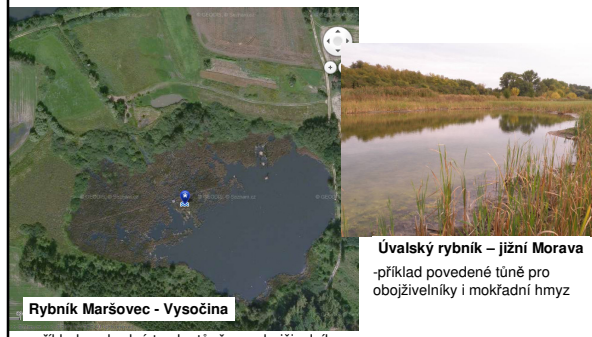 Rybník Maršovec - Vysočina
Úvalský rybník – jižní Morava
-příklad povedené tůně pro
obojživelníky i mokřadní hmyz